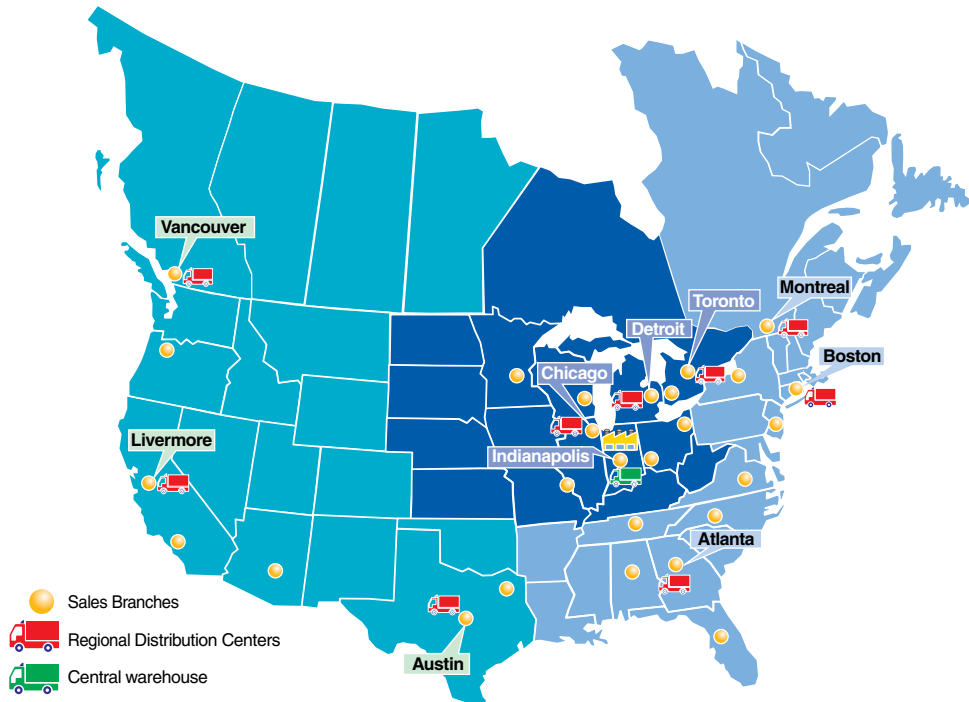 Vancouver
Montreal
Toronto
Detroit
Boston
Chicago
Livermore
Indianapolis
Atlanta
Austin
Sales Branches
Regional Distribution Centers
Central warehouse